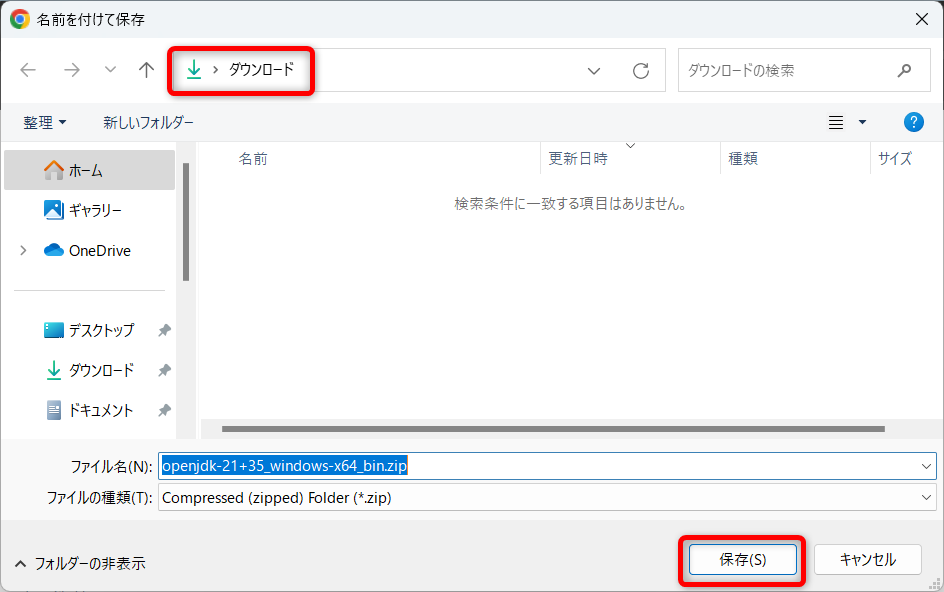 名前を付けて保存
ダウンロード
ダウンロードの検索
整理 新しいフォルダー
?
名前 更新日時 種類 サイズ
検索条件に一致する項目はありません。
ホーム
ギャラリー
OneDrive
デスクトップ
ダウンロード
ドキュメント
ファイル名(N): openjdk-21+35_windows-x64_bin.zip
ファイルの種類(T): Compressed (zipped) Folder (*.zip)
フォルダーの非表示 保存(S) キャンセル